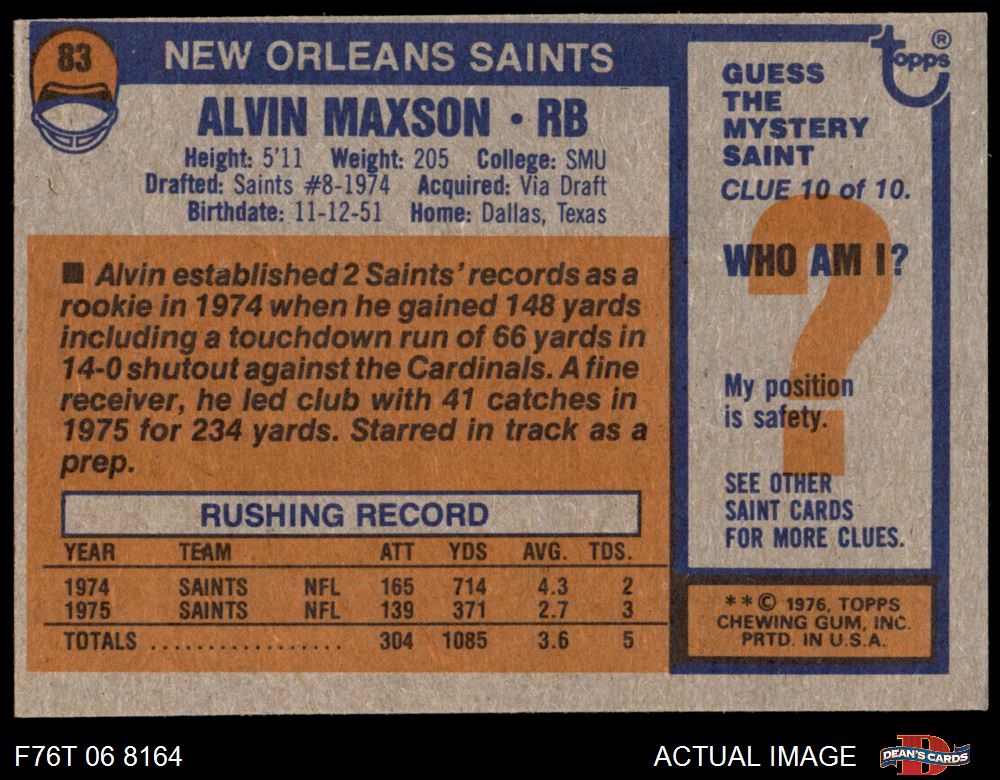 83
NEW ORLEANS SAINTS
ALVIN MAXSON • RB
Height: 5'11 Weight: 205 College: SMU
Drafted: Saints #8-1974 Acquired: Via Draft
Birthdate: 11-12-51 Home: Dallas, Texas
■ Alvin established 2 Saints' records as a
rookie in 1974 when he gained 148 yards
including a touchdown run of 66 yards in
14-0 shutout against the Cardinals. A fine
receiver, he led club with 41 catches in
1975 for 234 yards. Starred in track as a
prep.
RUSHING RECORD
YEAR TEAM ATT YDS AVG. TDS.
1974 SAINTS NFL 165 714 4.3 2
1975 SAINTS NFL 139 371 2.7 3
TOTALS ................. 304 1085 3.6 5
topps ®
GUESS
THE
MYSTERY
SAINT
CLUE 10 of 10.
WHO AM I?
?
My position
is safety.
SEE OTHER
SAINT CARDS
FOR MORE CLUES.
**© 1976, TOPPS
CHEWING GUM, INC.
PRTD. IN U.S.A.
F76T 06 8164
ACTUAL IMAGE
DEAN'S CARDS